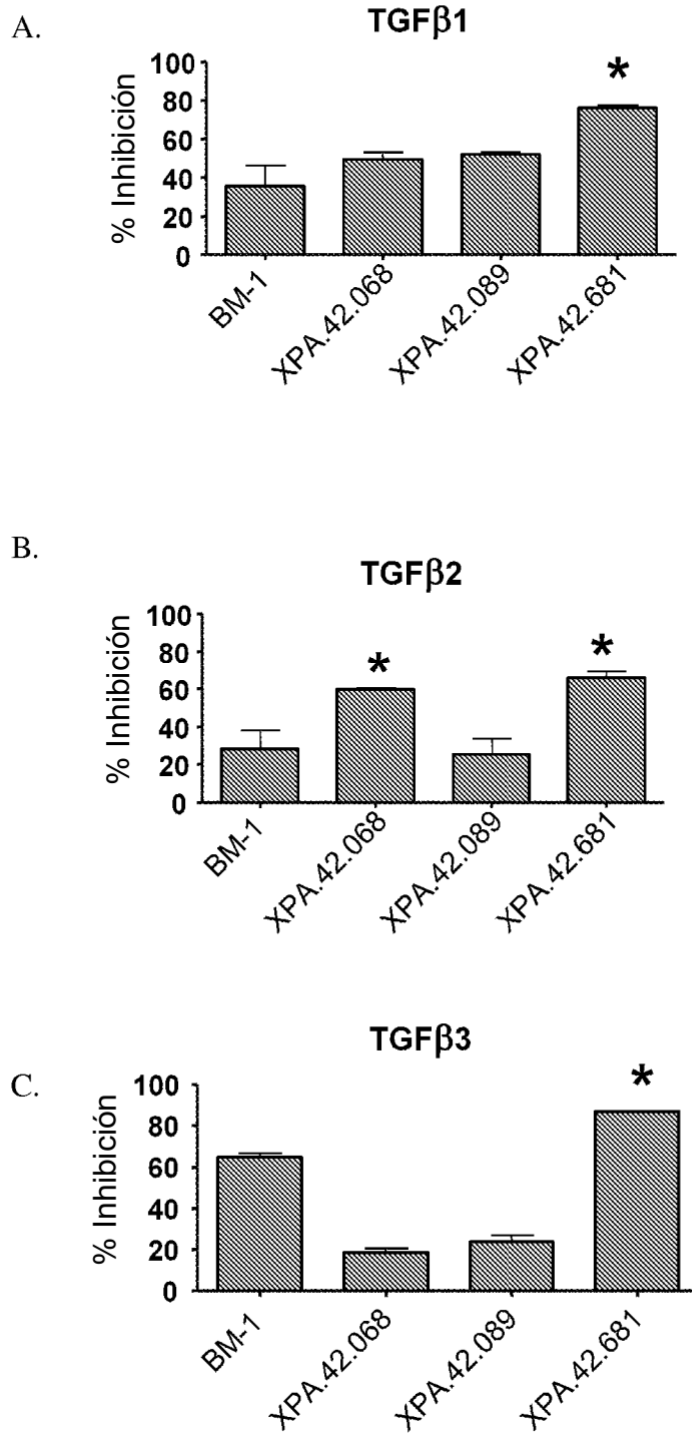 A.
TGFβ1
% Inhibición
100
80
60
40
20
0
*
BM-1
XPA.42.068
XPA.42.089
XPA.42.681
B.
TGFβ2
% Inhibición
100
80
60
40
20
0
*
*
BM-1
XPA.42.068
XPA.42.089
XPA.42.681
C.
TGFβ3
% Inhibición
100
80
60
40
20
0
*
BM-1
XPA.42.068
XPA.42.089
XPA.42.681